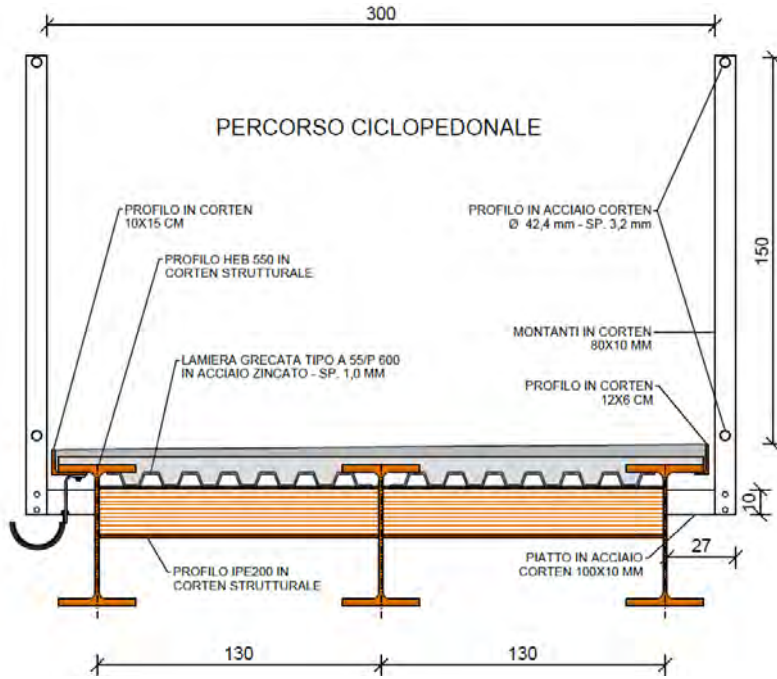 300
PERCORSO CICLOPEDONALE
PROFILO IN CORTEN
10X15 CM
PROFILO IN ACCIAIO CORTEN
Ø 42,4 mm - SP. 3,2 mm
150
PROFILO HEB 550 IN
CORTEN STRUTTURALE
MONTANTI IN CORTEN
80X10 MM
LAMIERA GRECATA TIPO A 55/P 600
IN ACCIAIO ZINCATO - SP. 1,0 MM
PROFILO IN CORTEN
12X6 CM
10
27
PIATTO IN ACCIAIO
CORTEN 100X10 MM
PROFILO IPE200 IN
CORTEN STRUTTURALE
130
130